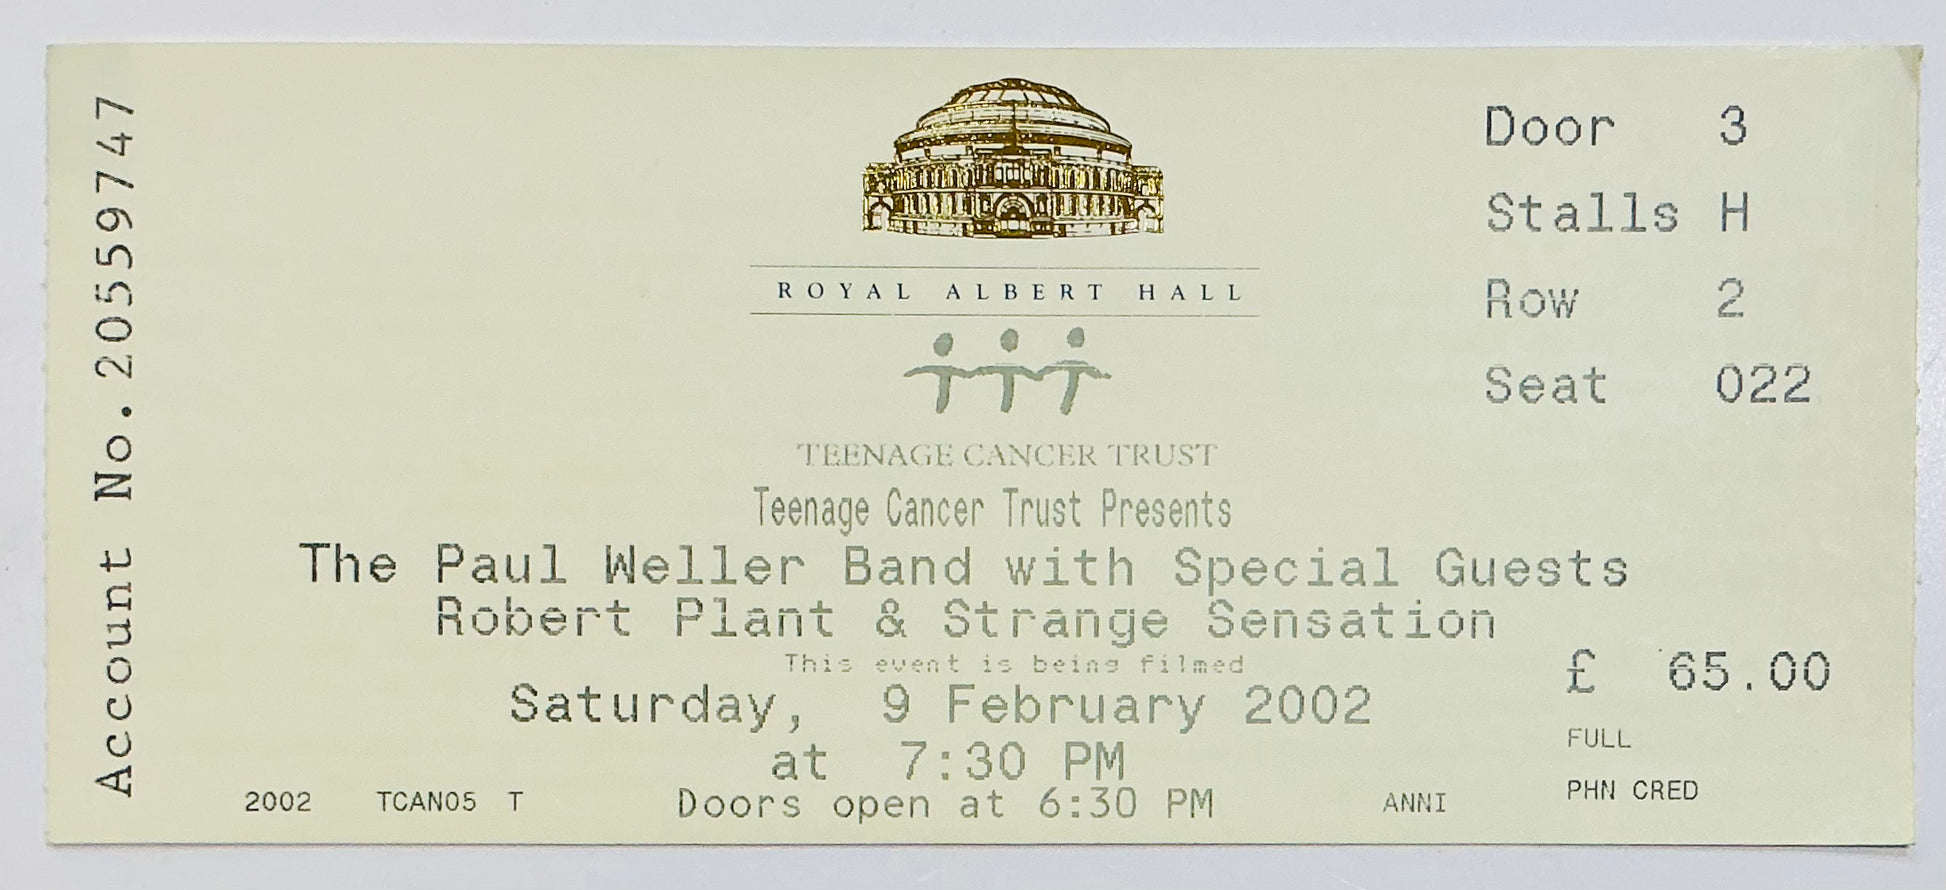 Account No. 20559747
ROYAL ALBERT HALL
TEENAGE CANCER TRUST
Teenage Cancer Trust Presents
The Paul Weller Band with Special Guests
Robert Plant & Strange Sensation
This event is being filmed
Saturday, 9 February 2002
at 7:30 PM
Doors open at 6:30 PM
2002 TCAN05 T
ANNI
Door 3
Stalls H
Row 2
Seat 022
£ 65.00
FULL
PHN CRED